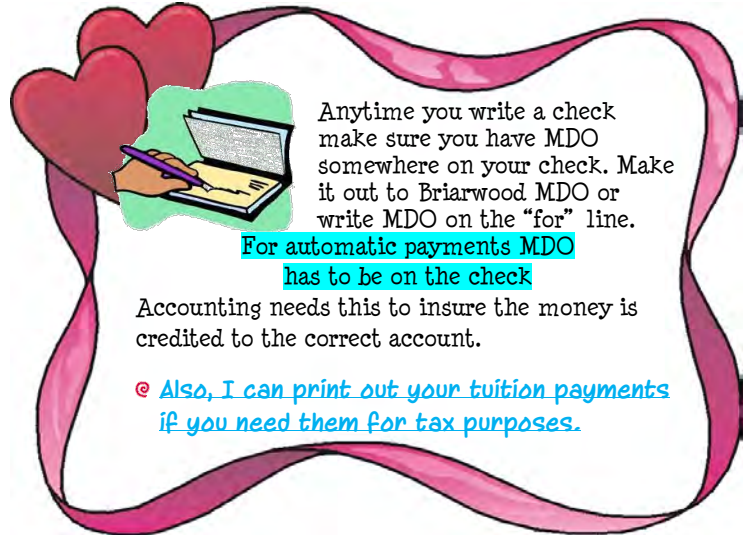 Anytime you write a check
make sure you have MDO
somewhere on your check. Make
it out to Briarwood MDO or
write MDO on the “for” line.
For automatic payments MDO
has to be on the check
Accounting needs this to insure the money is
credited to the correct account.
Also, I can print out your tuition payments
if you need them for tax purposes.